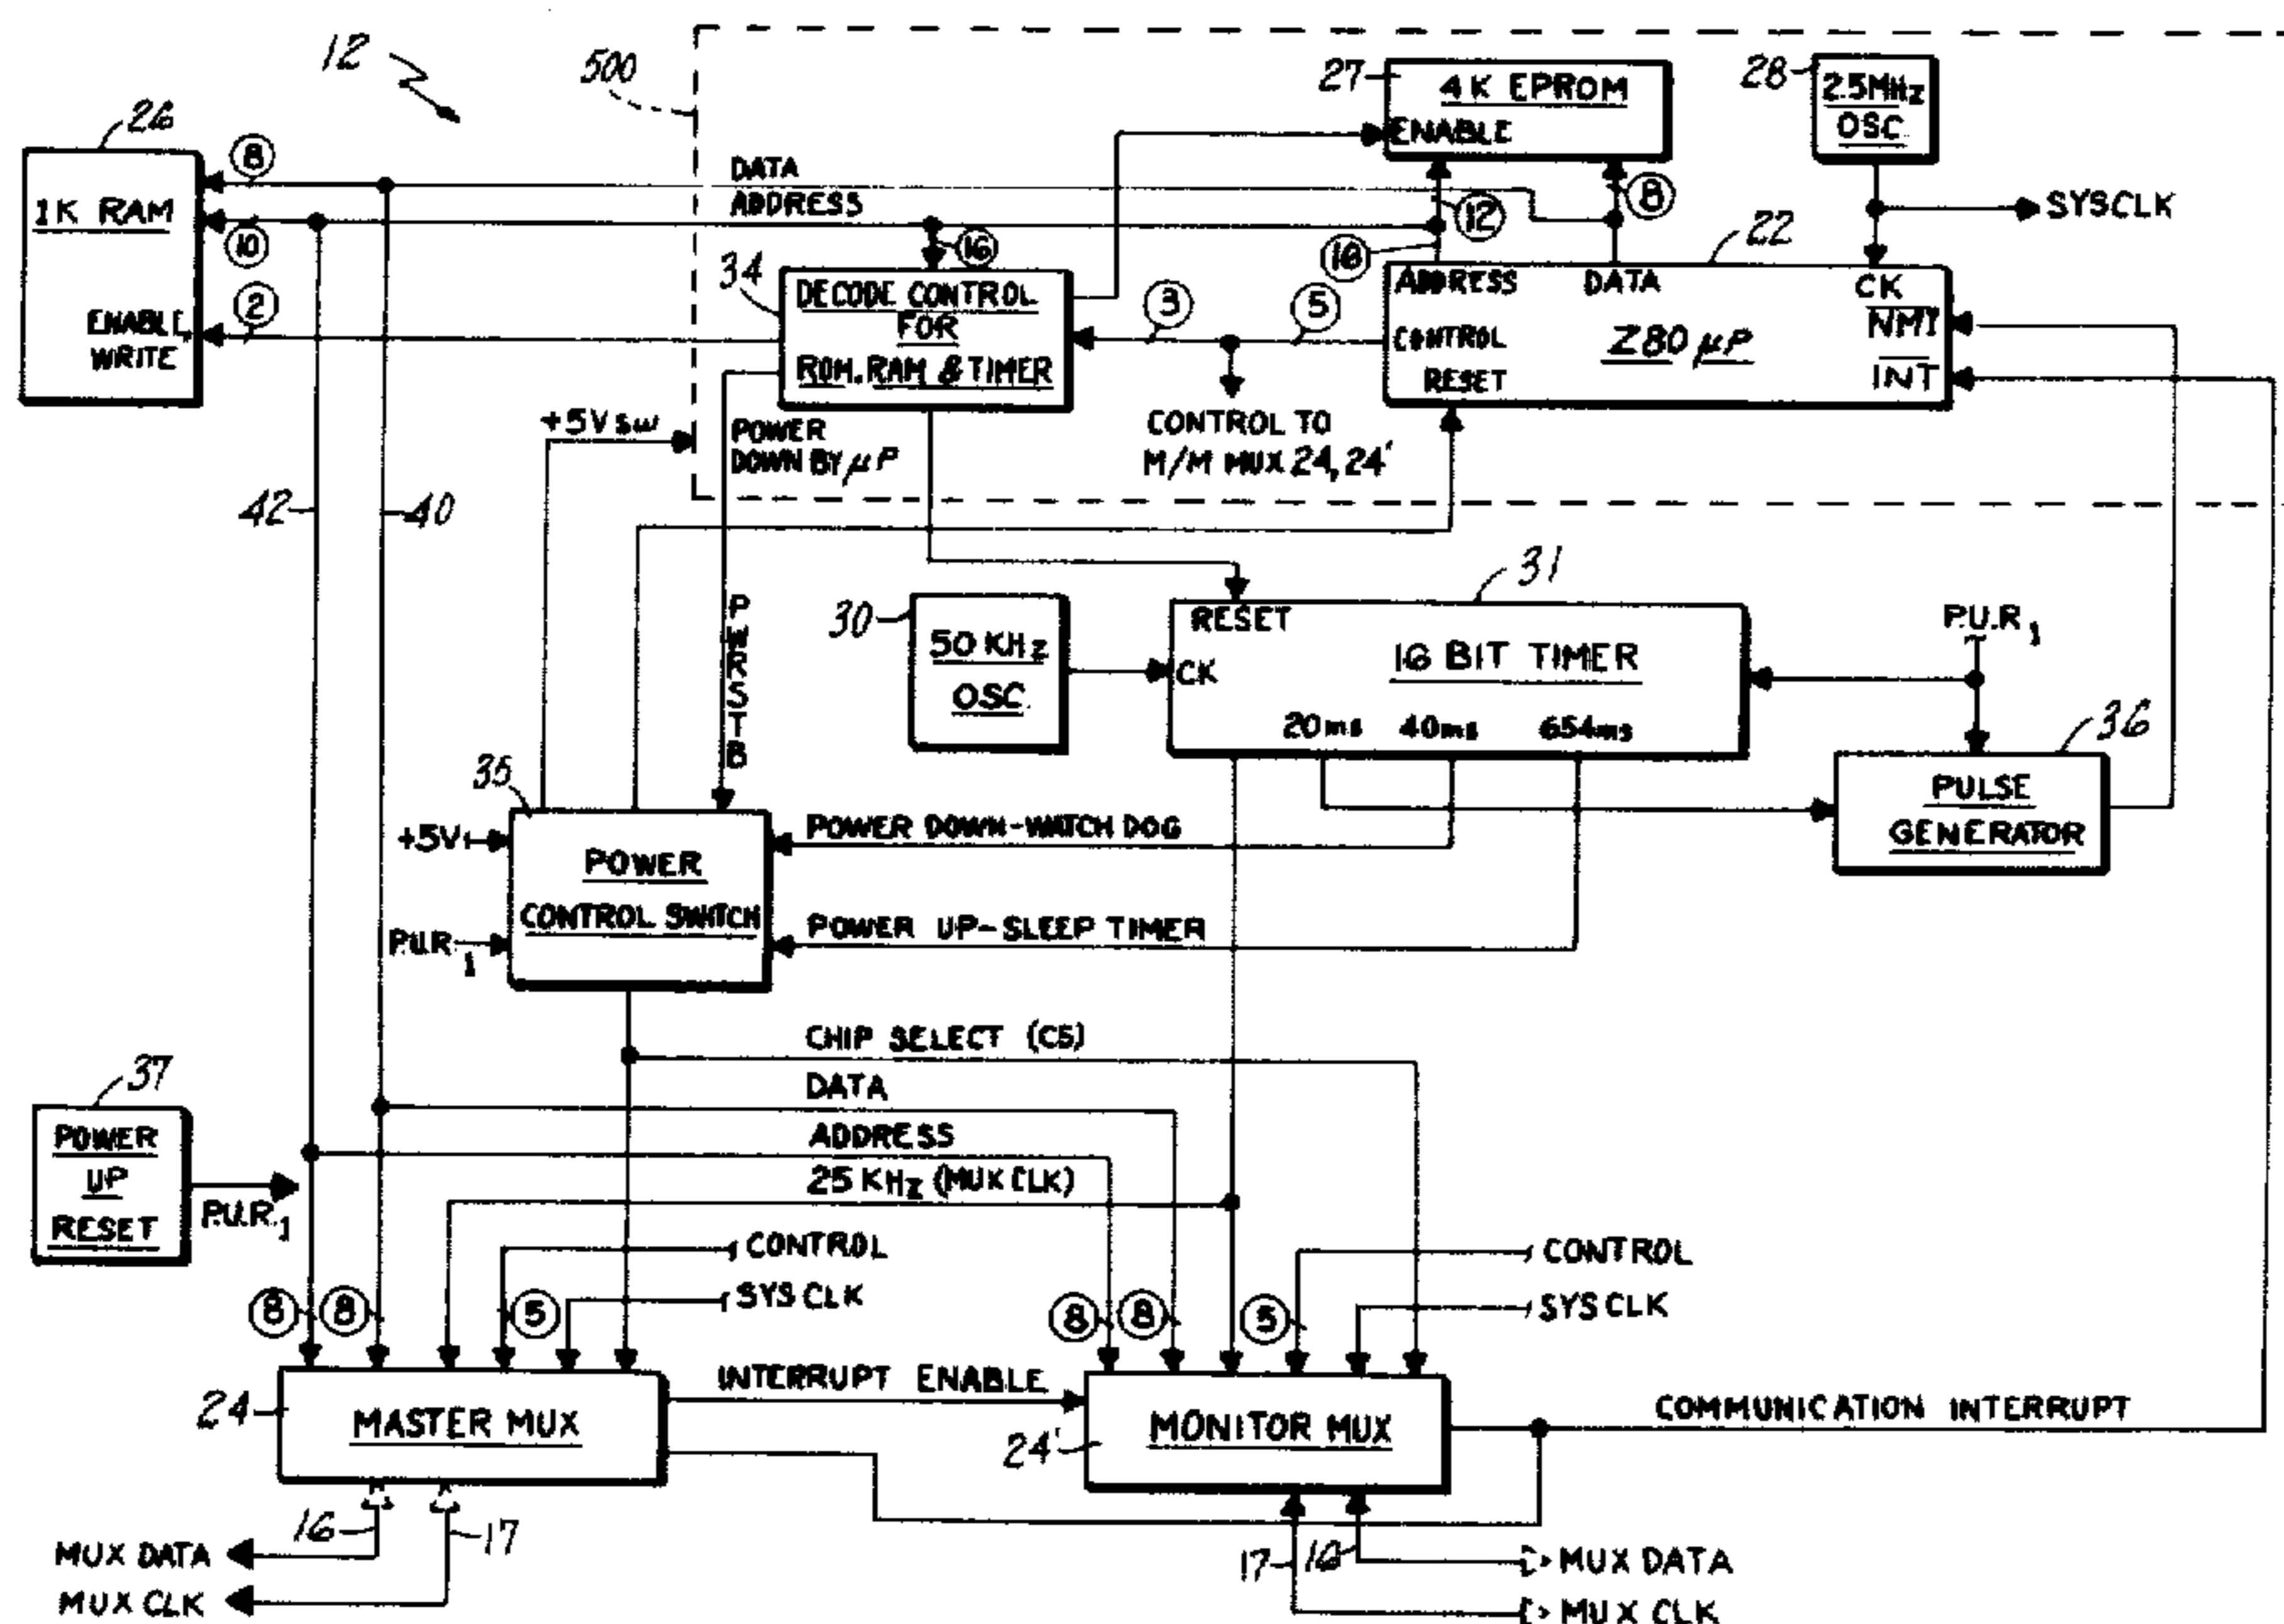 12
500
26
8
1K RAM
10
2
ENABLE,
WRITE
DATA
ADDRESS
27
4K EPROM
ENABLE
28
2.5MHz
OSC
SYSCLK
12
8
16
16
22
34
DECODE CONTROL
FOR
ROM, RAM & TIMER
3
5
ADDRESS
DATA
CK
NMI
INT
CONTROL
Z80 µP
RESET
+5V SW
POWER
DOWN BY µP
CONTROL TO
M/M MUX 24, 24'
42
40
PWRSTB
30
50 KHz
OSC
31
RESET
CK
16 BIT TIMER
20ms
40ms
654ms
P.U.R.1
36
PULSE
GENERATOR
35
+5V
P.U.R.1
POWER
CONTROL SWITCH
POWER DOWN-WATCH DOG
POWER UP-SLEEP TIMER
37
POWER
UP
RESET
P.U.R.1
CHIP SELECT (CS)
DATA
ADDRESS
25 KHz (MUX CLK)
CONTROL
SYS CLK
CONTROL
SYS CLK
8
8
5
8
8
5
24
MASTER MUX
INTERRUPT ENABLE
24'
MONITOR MUX
COMMUNICATION INTERRUPT
16
17
MUX DATA
MUX CLK
17
16
MUX DATA
MUX CLK